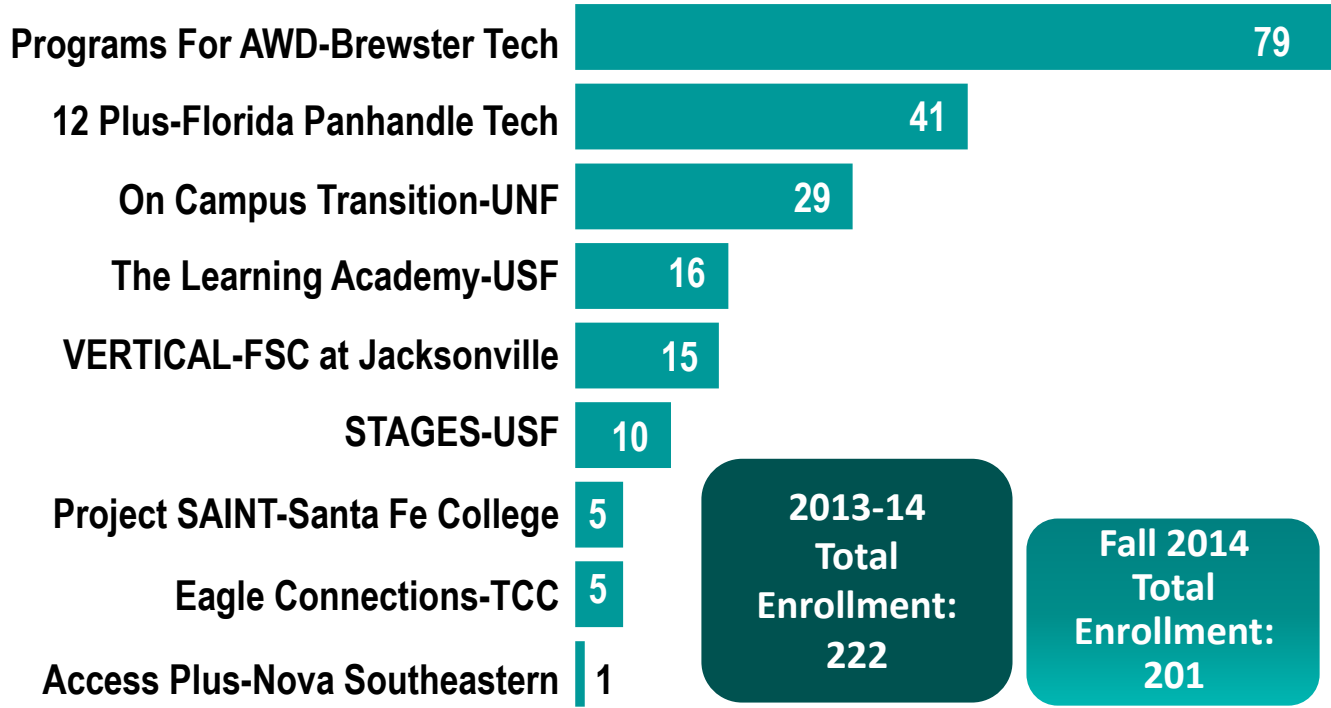 Programs For AWD-Brewster Tech 79
12 Plus-Florida Panhandle Tech 41
On Campus Transition-UNF 29
The Learning Academy-USF 16
VERTICAL-FSC at Jacksonville 15
STAGES-USF 10
Project SAINT-Santa Fe College 5
Eagle Connections-TCC 5
Access Plus-Nova Southeastern 1
2013-14
Total
Enrollment:
222
Fall 2014
Total
Enrollment:
201